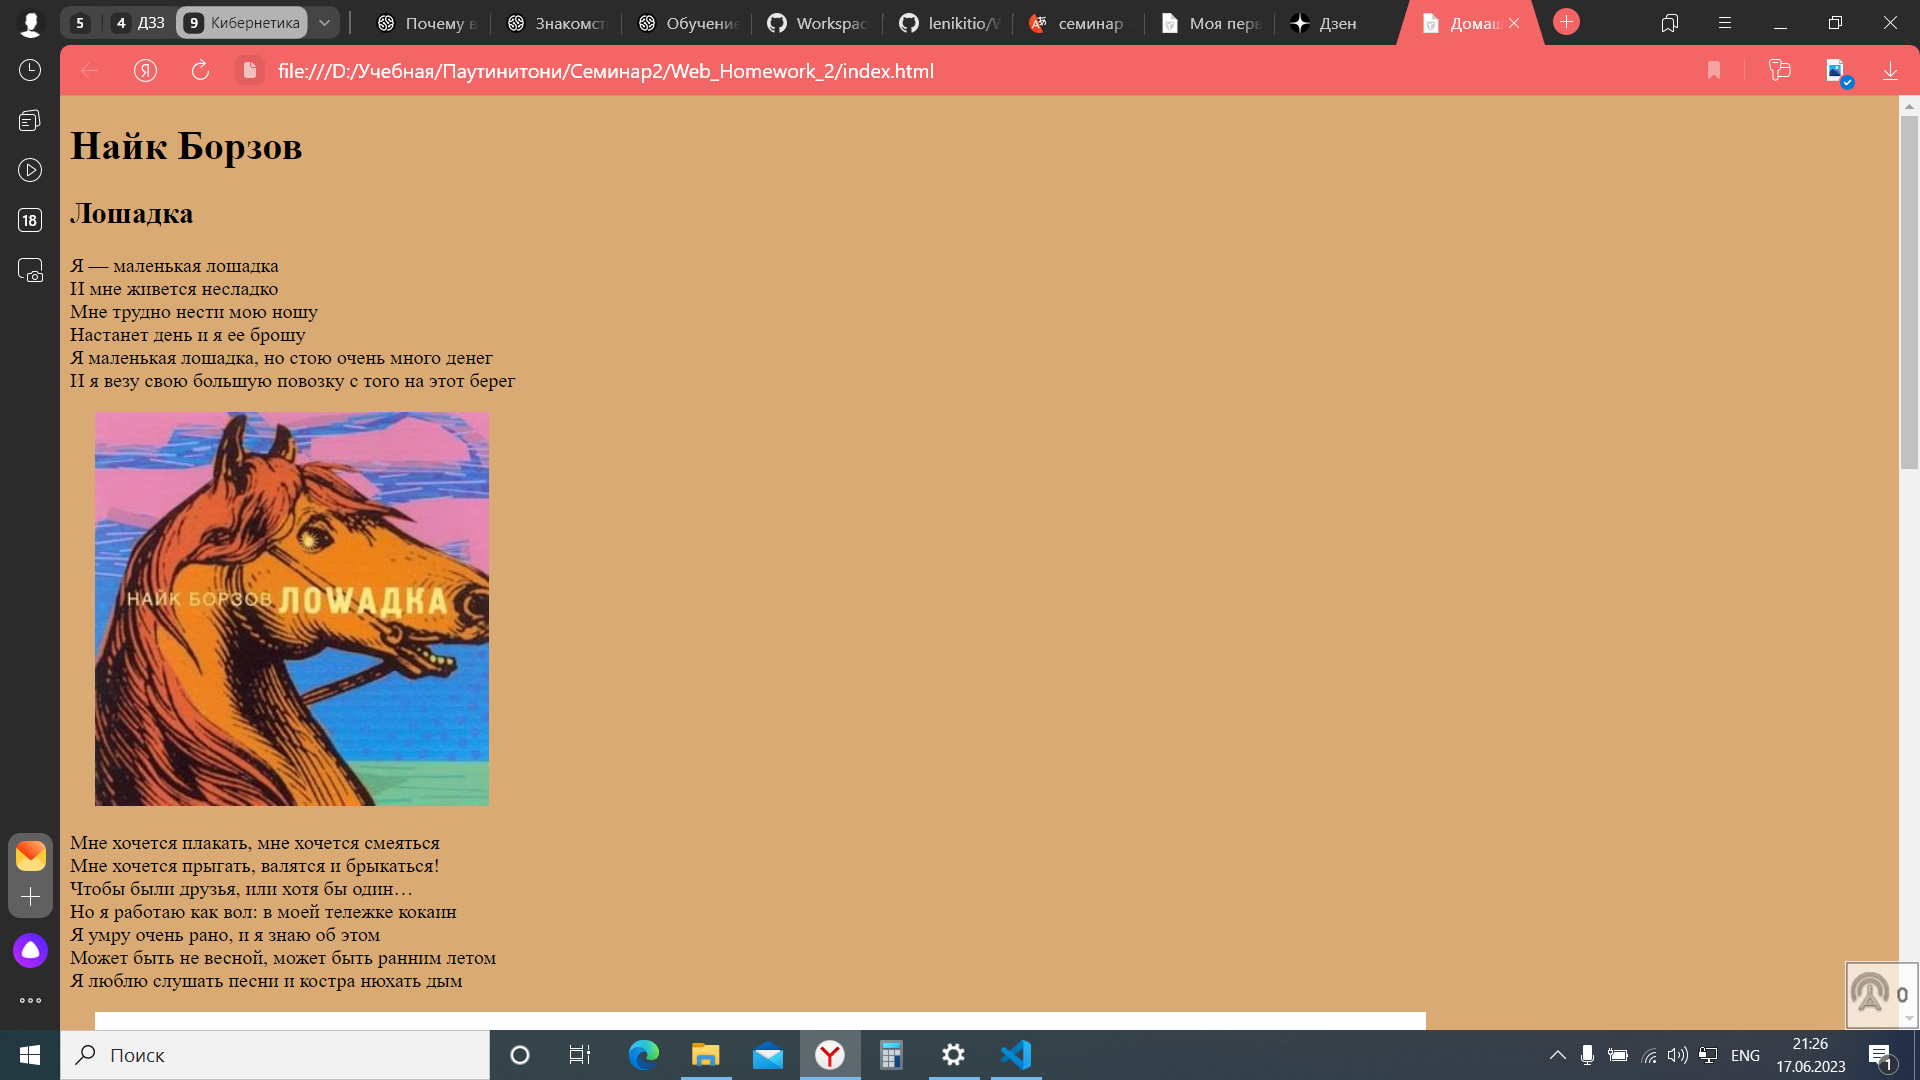 5
4 ДЗЗ
9 Кибернетика
Почему в
Знакомст
Обучение
Workspac
lenikitio/W
семинар
Моя перв
Дзен
Домаш
file:///D:/Учебная/Паутинитони/Семинар2/Web_Homework_2/index.html
18
Найк Борзов
Лошадка
Я — маленькая лошадка
И мне живется несладко
Мне трудно нести мою ношу
Настанет день и я ее брошу
Я маленькая лошадка, но стою очень много денег
И я везу свою большую повозку с того на этот берег
НАЙК БОРЗОВ ЛОWАДКА
Мне хочется плакать, мне хочется смеяться
Мне хочется прыгать, валятся и брыкаться!
Чтобы были друзья, или хотя бы один…
Но я работаю как вол: в моей тележке кокаин
Я умру очень рано, и я знаю об этом
Может быть не весной, может быть ранним летом
Я люблю слушать песни и костра нюхать дым
0
Поиск
ENG
21:26
17.06.2023
1